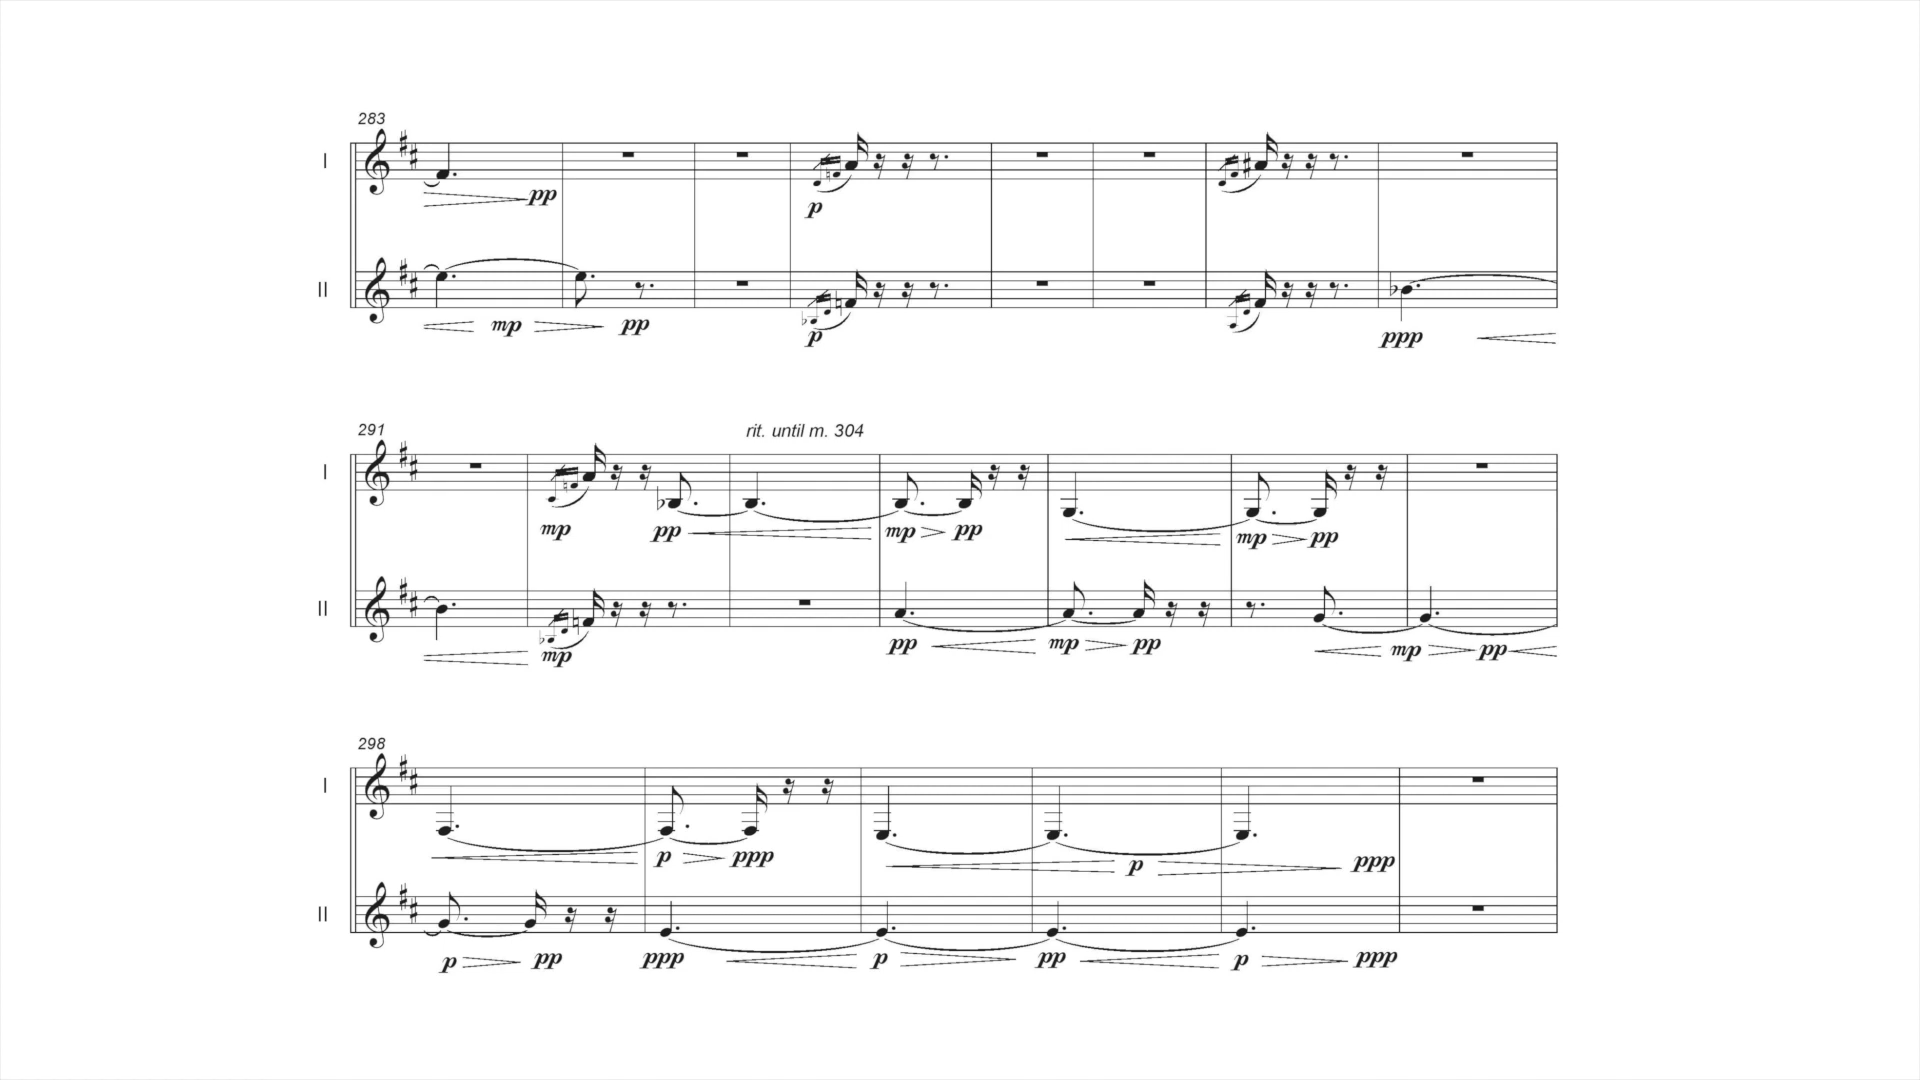 283
I
pp
p
II
mp pp p ppp
291
rit. until m. 304
I
mp pp mp pp mp pp
II
mp pp mp pp mp pp
298
I
p ppp p ppp
II
p pp ppp p pp p ppp